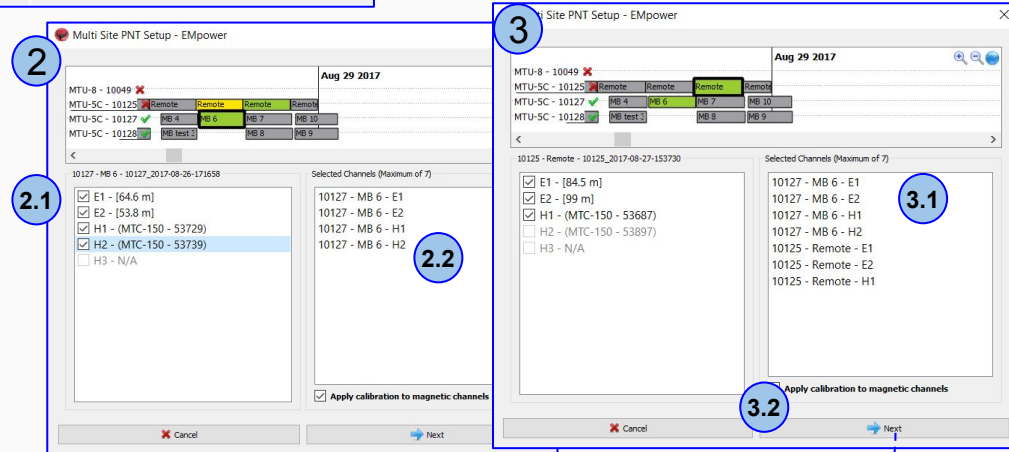 2
Multi Site PNT Setup - EMpower
Aug 29 2017
MTU-8 - 10049
MTU-5C - 10125 Remote Remote Remote Remote
MTU-5C - 10127 MB 4 MB 6 MB 7 MB 10
MTU-5C - 10128 MB test MB 8 MB 9
2.1
10127 - MB 6 - 10127_2017-08-26-171658
E1 - [64.6 m]
E2 - [53.8 m]
H1 - (MTC-150 - 53729)
H2 - (MTC-150 - 53739)
H3 - N/A
Selected Channels (Maximum of 7)
10127 - MB 6 - E1
10127 - MB 6 - E2
10127 - MB 6 - H1
10127 - MB 6 - H2
2.2
Apply calibration to magnetic channels
Cancel
Next
3
Site PNT Setup - EMpower
Aug 29 2017
MTU-8 - 10049
MTU-5C - 10125 Remote Remote Remote Remote
MTU-5C - 10127 MB 4 MB 6 MB 7 MB 10
MTU-5C - 10128 MB test MB 8 MB 9
10125 - Remote - 10125_2017-08-27-153730
E1 - [84.5 m]
E2 - [99 m]
H1 - (MTC-150 - 53687)
H2 - (MTC-150 - 53897)
H3 - N/A
Selected Channels (Maximum of 7)
10127 - MB 6 - E1
10127 - MB 6 - E2
10127 - MB 6 - H1
10127 - MB 6 - H2
10125 - Remote - E1
10125 - Remote - E2
10125 - Remote - H1
3.1
Apply calibration to magnetic channels
3.2
Cancel
Next